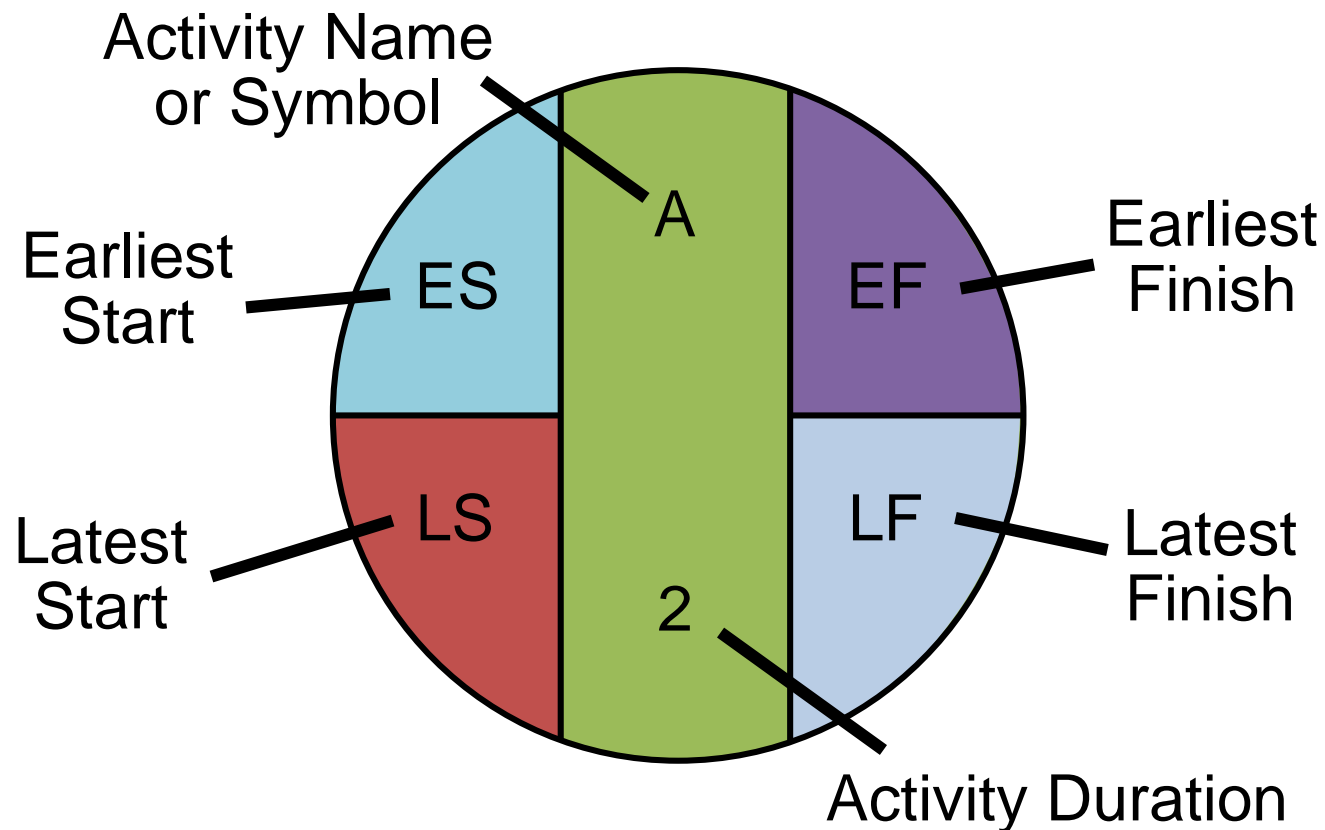 Activity Name
or Symbol
A
Earliest
Start
ES
EF
Earliest
Finish
Latest
Start
LS
LF
Latest
Finish
2
Activity Duration